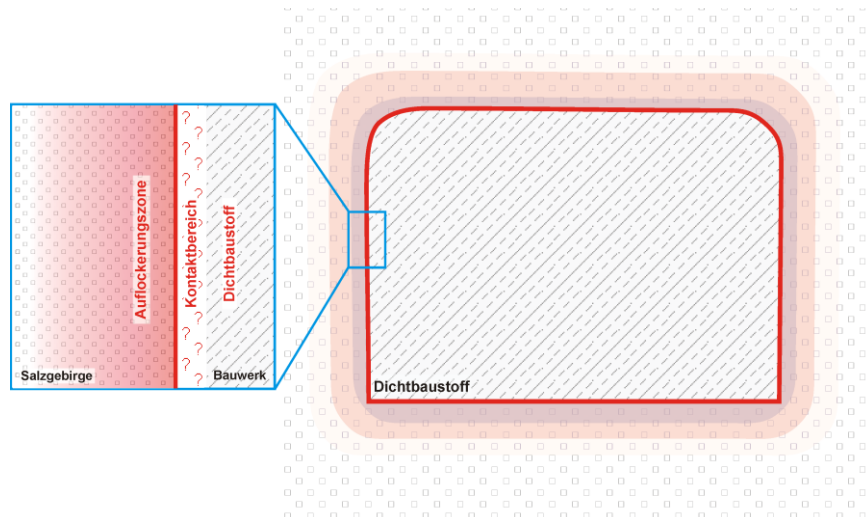 Auflockerungszone
Kontaktbereich
Dichtbaustoff
Salzgebirge
Bauwerk
Dichtbaustoff
? ? ? ? ? ? ? ? ? ? ? ? ? ? ? ? ?